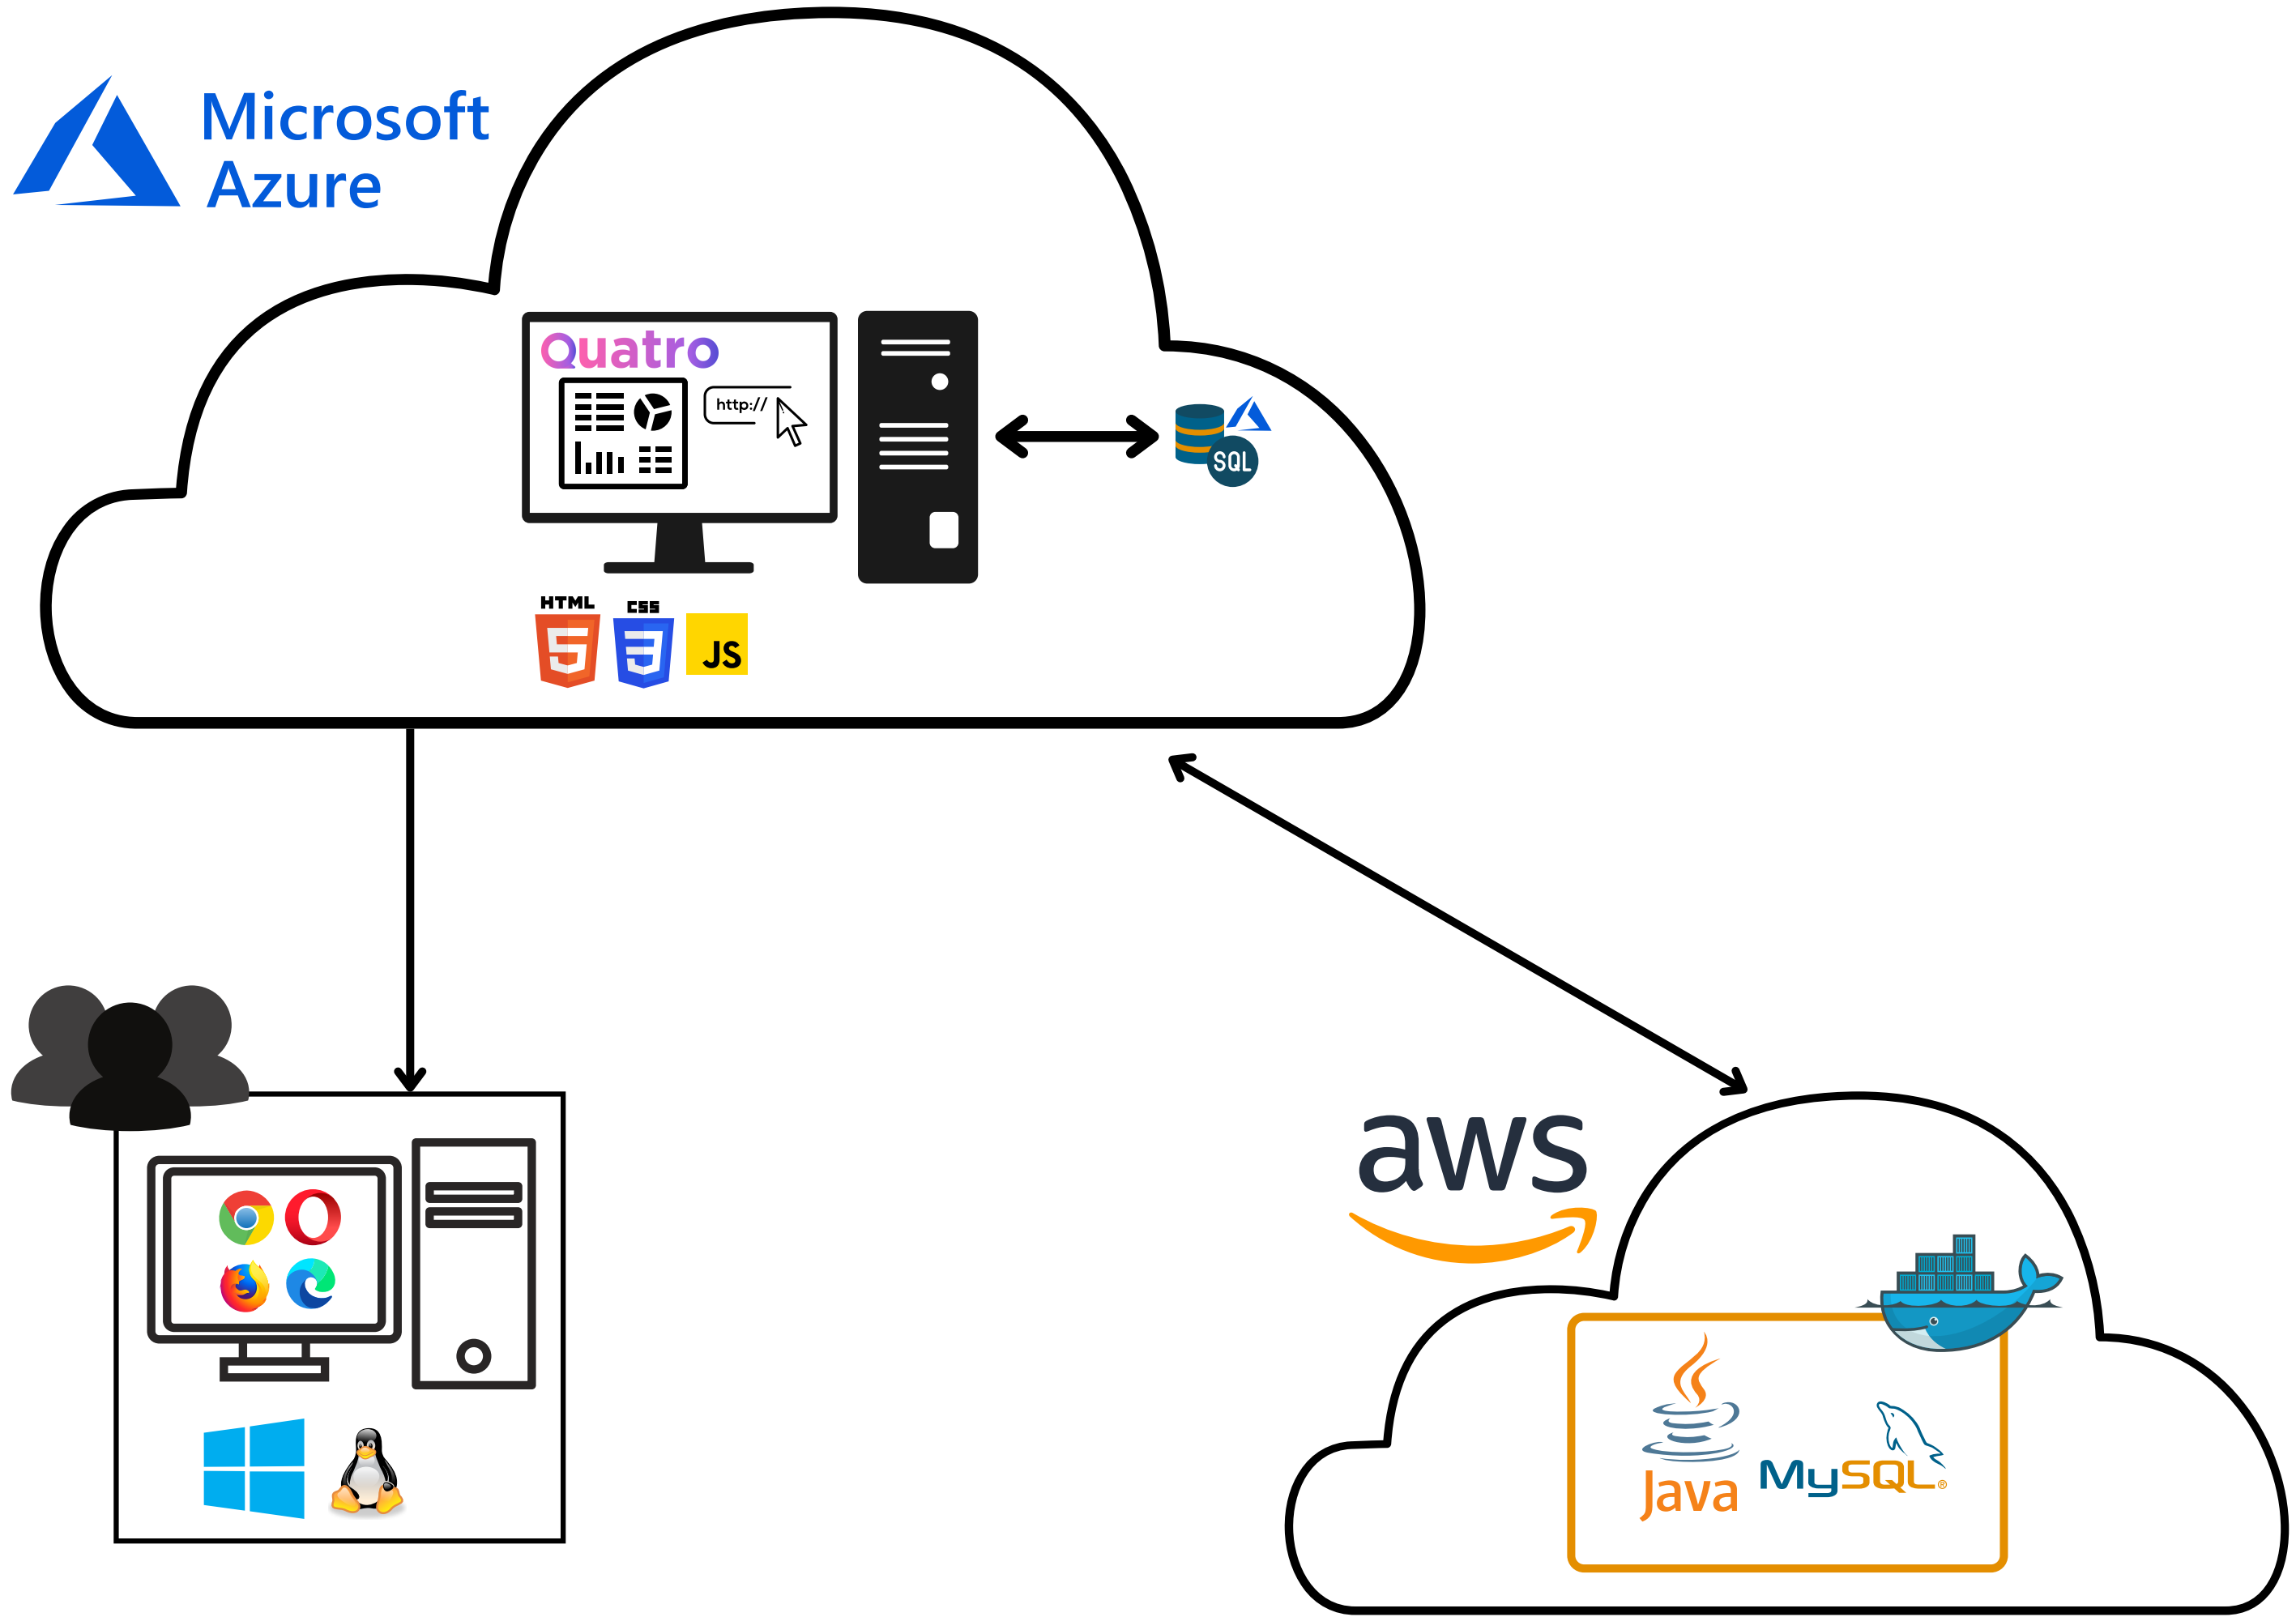 Microsoft
Azure
Quatro
http://
SQL
HTML
CSS
JS
aws
Java
MySQL®